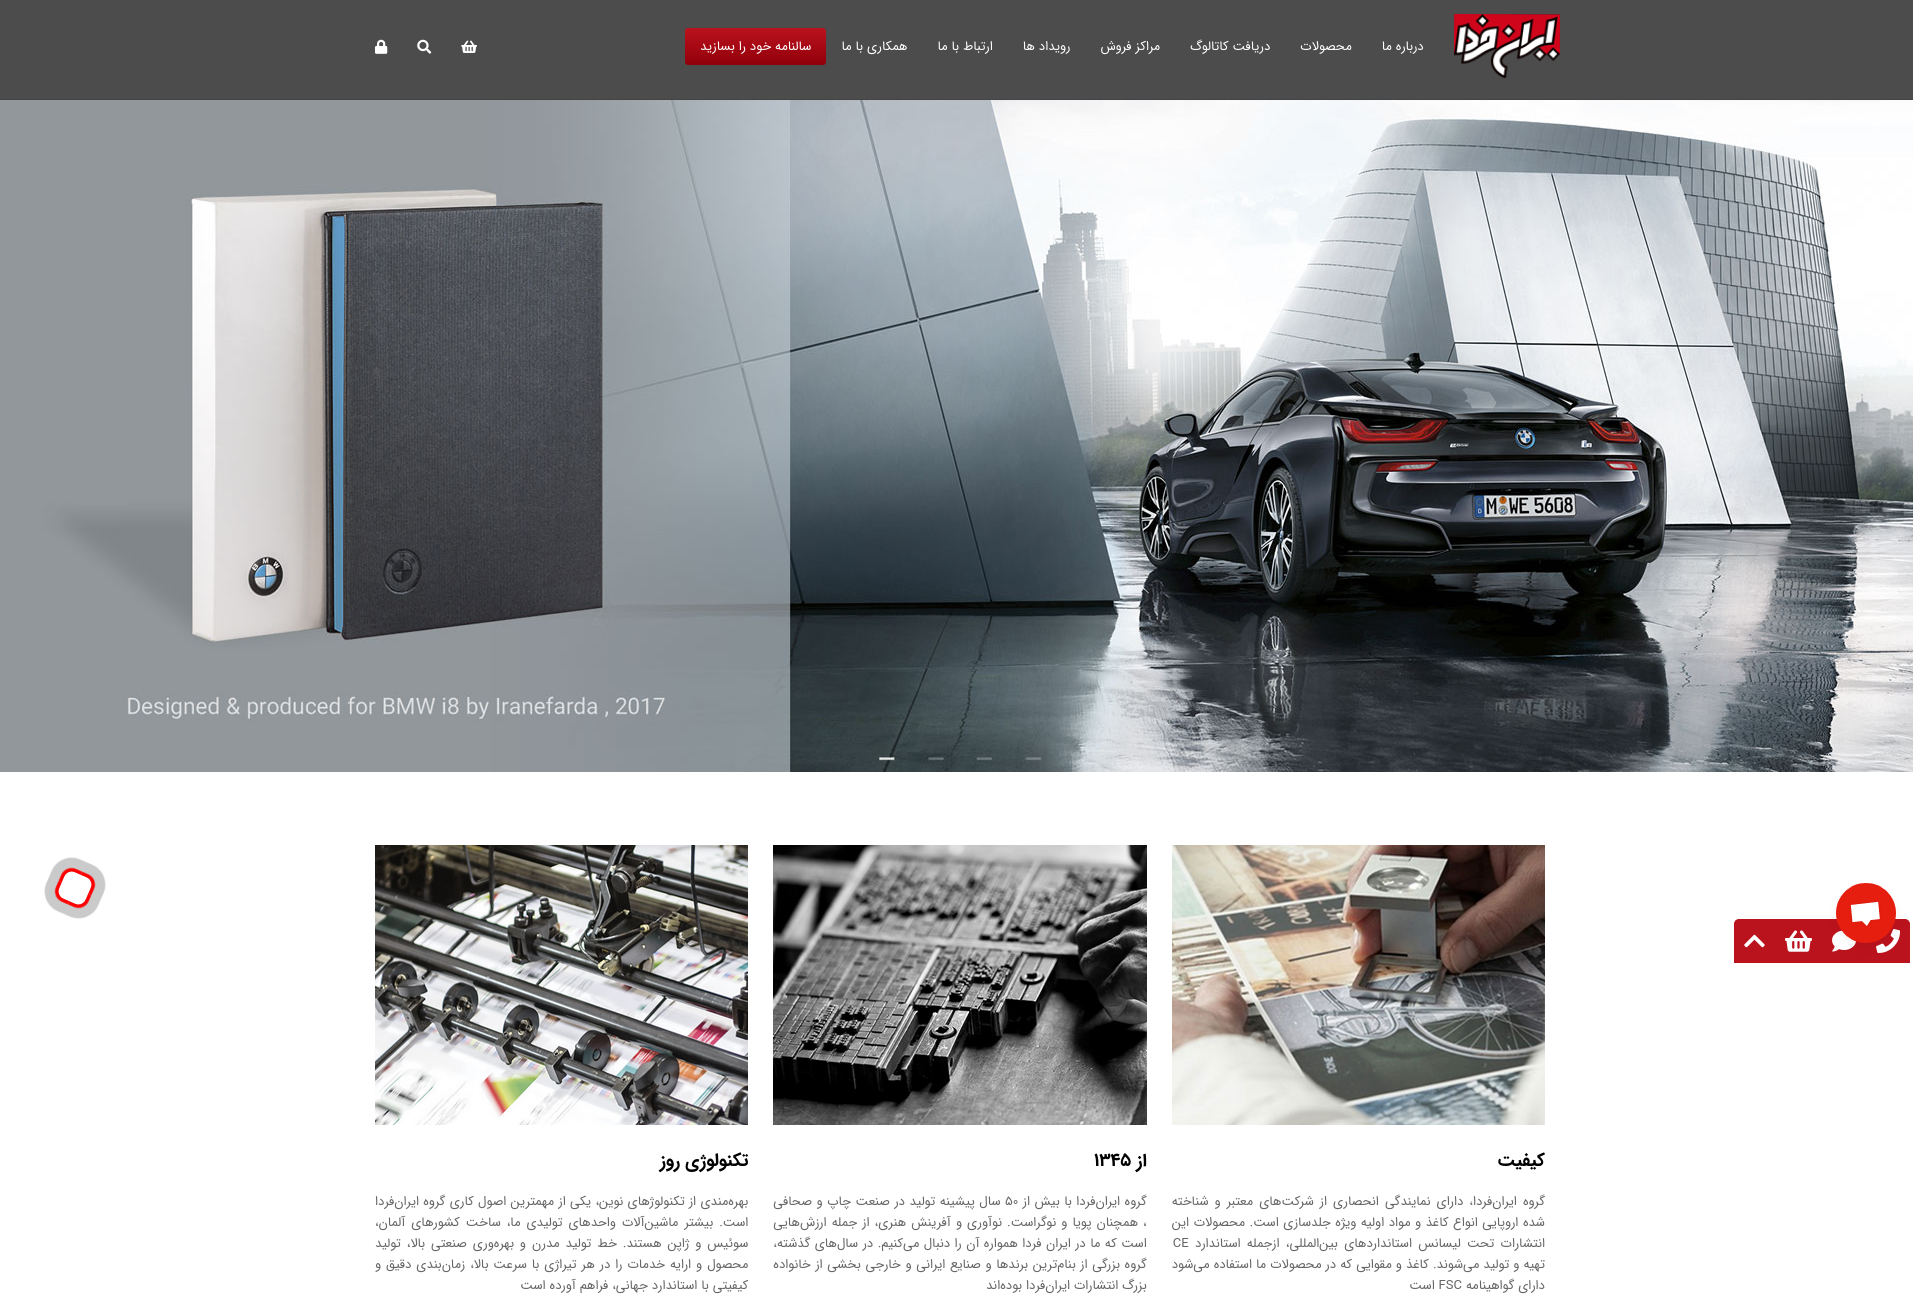 ایران فردا
درباره ما
محصولات
دریافت کاتالوگ
مراکز فروش
رویداد ها
ارتباط با ما
همکاری با ما
سالنامه خود را بسازید
BMW
M WE 5608
Designed & produced for BMW i8 by Iranefarda , 2017
کیفیت
گروه ایران‌فردا، دارای نمایندگی انحصاری از شرکت‌های معتبر و شناخته
شده اروپایی انواع کاغذ و مواد اولیه ویژه جلدسازی است. محصولات این
انتشارات تحت لیسانس استانداردهای بین‌المللی، ازجمله استاندارد CE
تهیه و تولید می‌شوند. کاغذ و مقوایی که در محصولات ما استفاده می‌شود
دارای گواهینامه FSC است
از ۱۳۴۵
گروه ایران‌فردا با بیش از ۵۰ سال پیشینه تولید در صنعت چاپ و صحافی
، همچنان پویا و نوگراست. نوآوری و آفرینش هنری، از جمله ارزش‌هایی
است که ما در ایران فردا همواره آن را دنبال می‌کنیم. در سال‌های گذشته،
گروه بزرگی از بنام‌ترین برندها و صنایع ایرانی و خارجی بخشی از خانواده
بزرگ انتشارات ایران‌فردا بوده‌اند
تکنولوژی روز
بهره‌مندی از تکنولوژهای نوین، یکی از مهمترین اصول کاری گروه ایران‌فردا
است. بیشتر ماشین‌آلات واحدهای تولیدی ما، ساخت کشورهای آلمان،
سوئیس و ژاپن هستند. خط تولید مدرن و بهره‌وری صنعتی بالا، تولید
محصول و ارایه خدمات را در هر تیراژی با سرعت بالا، زمان‌بندی دقیق و
کیفیتی با استاندارد جهانی، فراهم آورده است